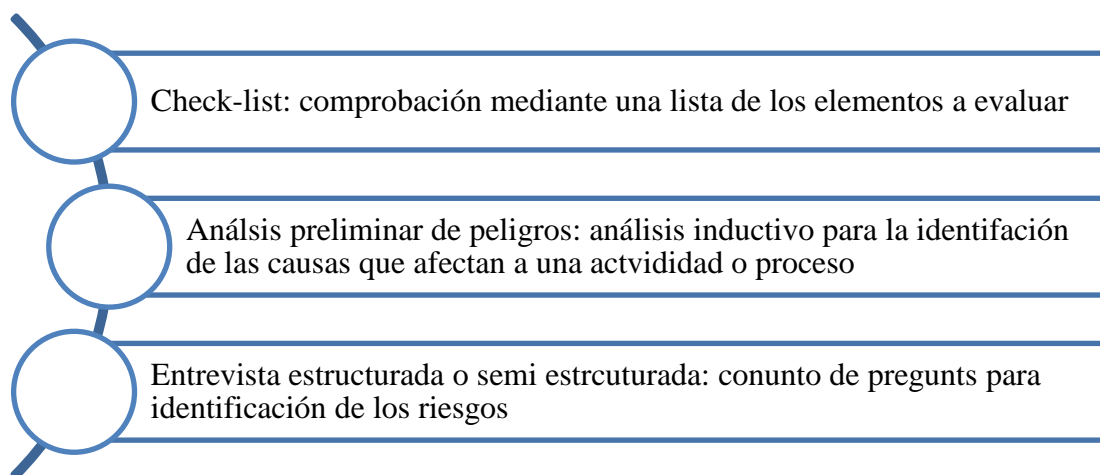 Check-list: comprobación mediante una lista de los elementos a evaluar
Análsis preliminar de peligros: análisis inductivo para la identifación
de las causas que afectan a una actvididad o proceso
Entrevista estructurada o semi estrcuturada: conunto de pregunts para
identificación de los riesgos